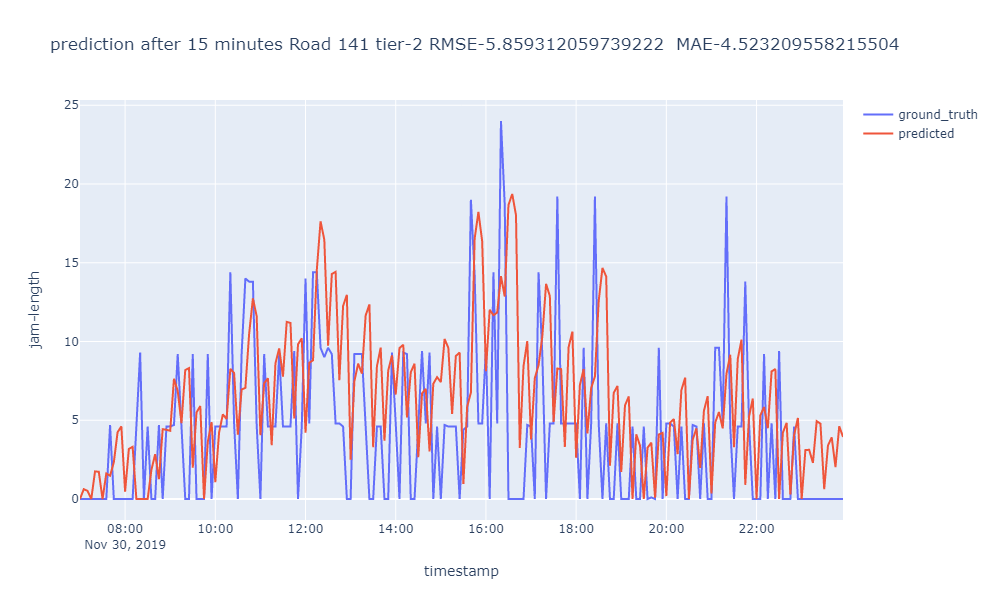 prediction after 15 minutes Road 141 tier-2 RMSE-5.859312059739222  MAE-4.523209558215504
ground_truth
predicted
25
20
15
10
5
0
jam-length
08:00 10:00 12:00 14:00 16:00 18:00 20:00 22:00
Nov 30, 2019
timestamp